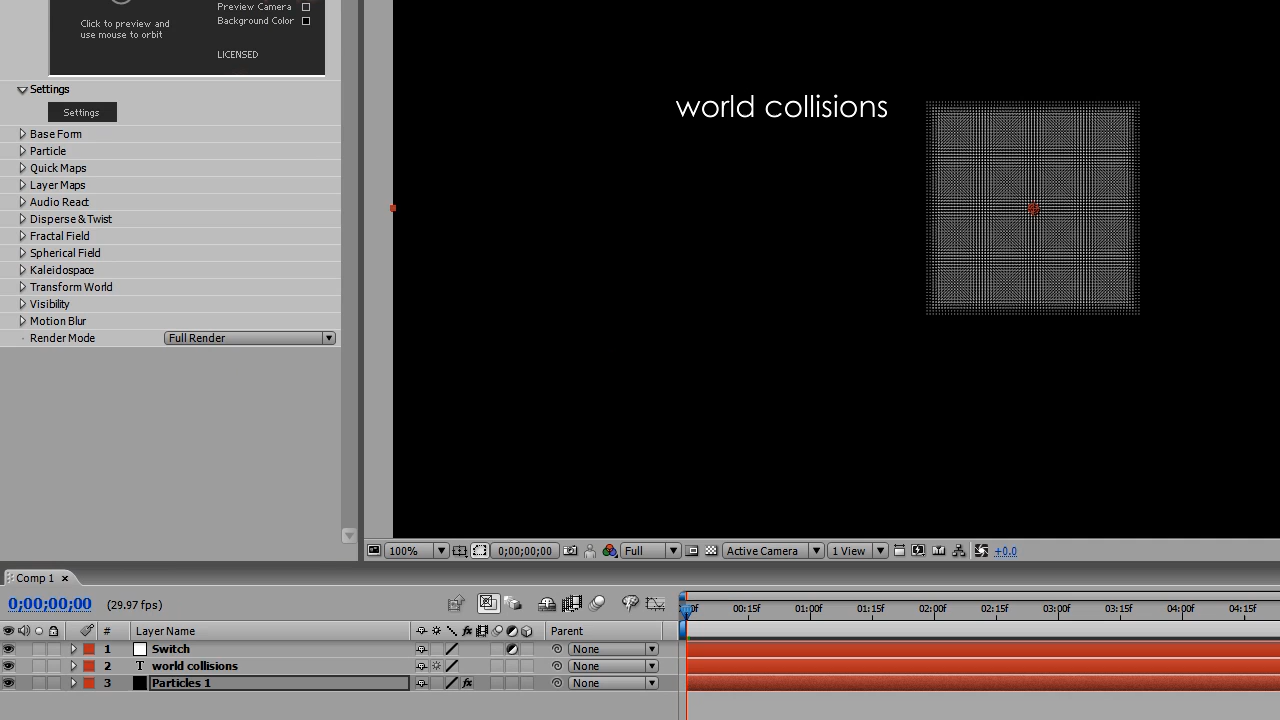 Preview Camera
Click to preview and
use mouse to orbit
Background Color
LICENSED
Settings
Settings
Base Form
Particle
Quick Maps
Layer Maps
Audio React
Disperse & Twist
Fractal Field
Spherical Field
Kaleidospace
Transform World
Visibility
Motion Blur
Render Mode Full Render
world collisions
100% 0;00;00;00 Full Active Camera 1 View +0.0
Comp 1 ×
0;00;00;00 (29.97 fps)
00:15f 01:00f 01:15f 02:00f 02:15f 03:00f 03:15f 04:00f 04:15f
# Layer Name fx Parent
1 Switch None
2 T world collisions None
3 Particles 1 fx None